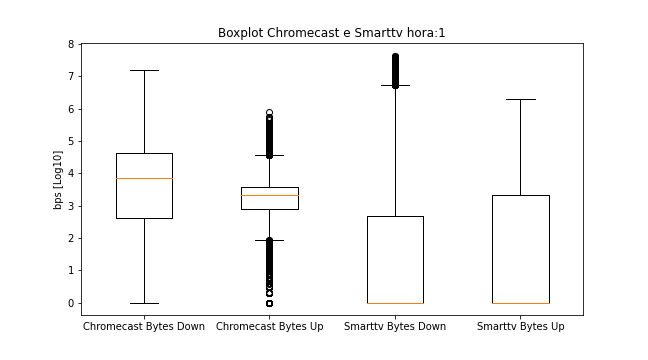 Boxplot Chromecast e Smarttv hora:1
8
7
6
5
4
3
2
1
0
bps [Log10]
Chromecast Bytes Down
Chromecast Bytes Up
Smarttv Bytes Down
Smarttv Bytes Up